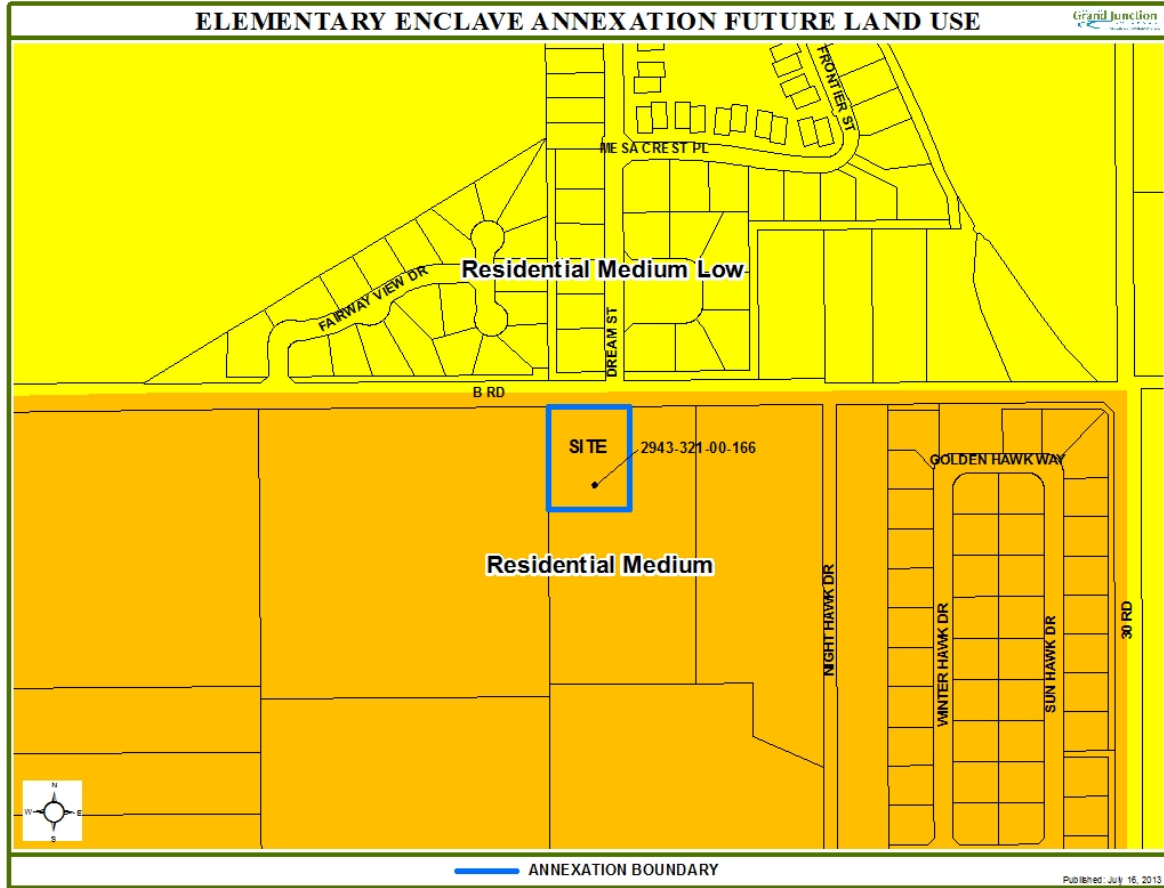 ELEMENTARY ENCLAVE ANNEXATION FUTURE LAND USE
Grand Junction
FRONTIER ST
MESA CREST PL
Residential Medium Low
FAIRWAY VIEW DR
DREAM ST
B RD
SITE
2943-321-00-166
GOLDEN HAWK WAY
Residential Medium
NIGHT HAWK DR
WINTER HAWK DR
SUN HAWK DR
30 RD
N
W
E
S
ANNEXATION BOUNDARY
Published: July 16, 2013